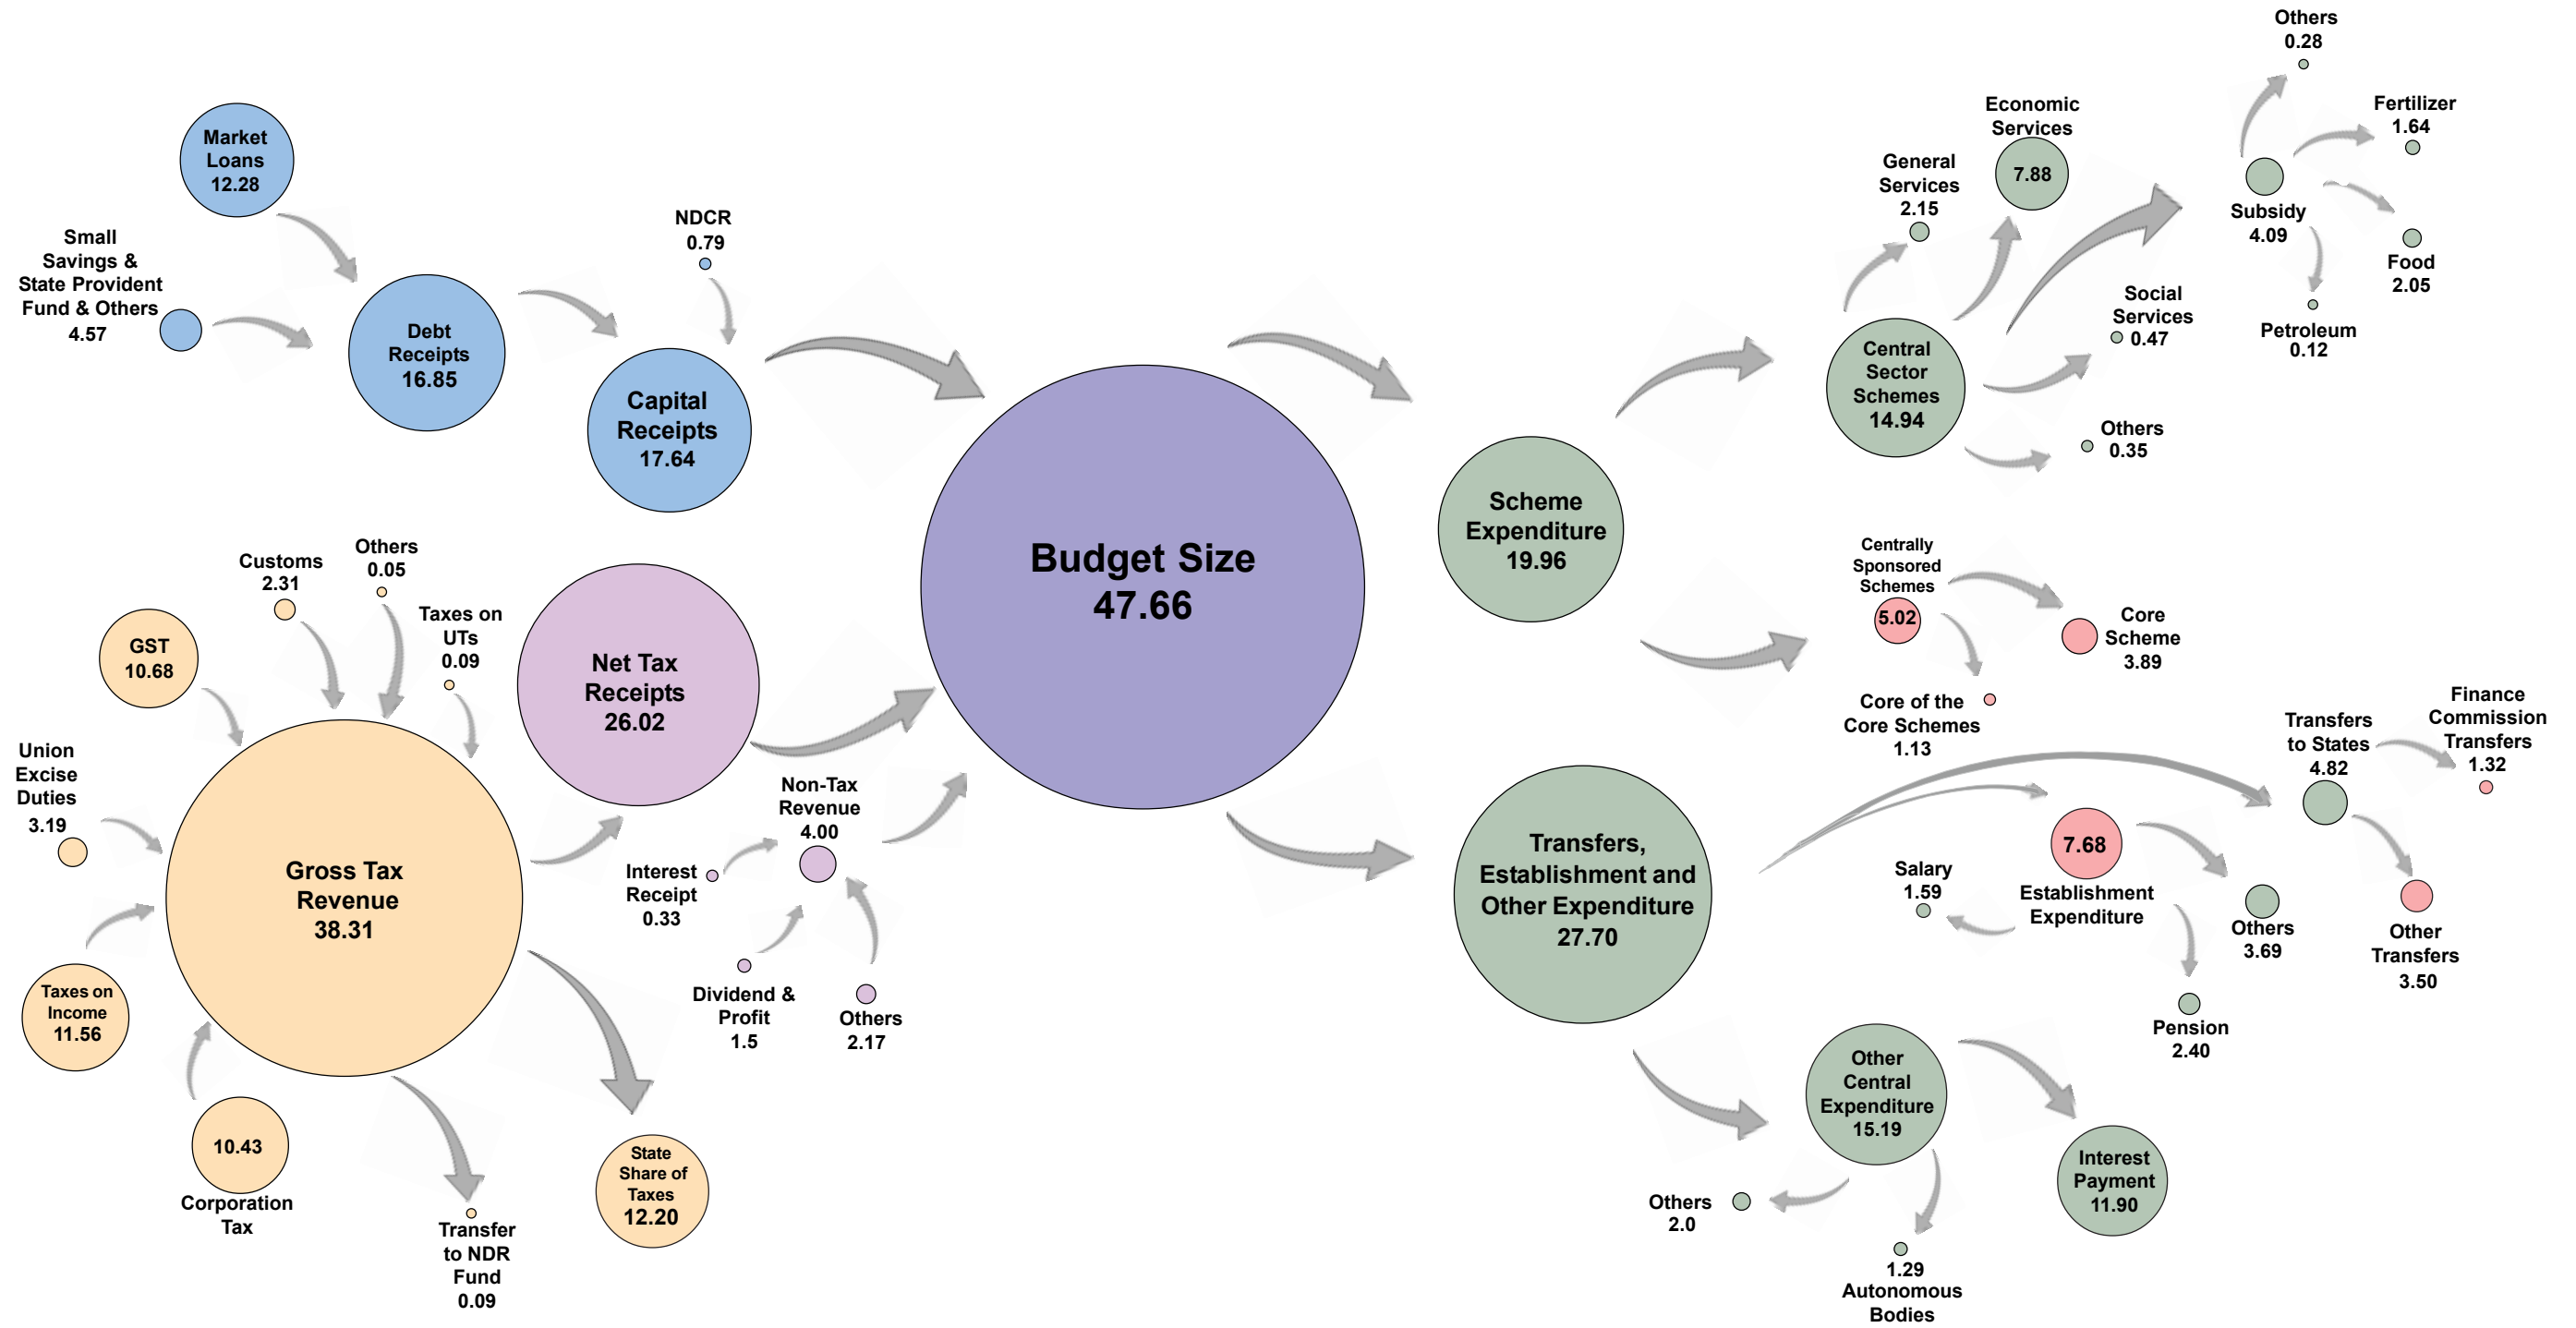 Market
Loans
12.28
Small
Savings &
State Provident
Fund & Others
4.57
Debt
Receipts
16.85
NDCR
0.79
Capital
Receipts
17.64
Customs
2.31
Others
0.05
Taxes on
UTs
0.09
GST
10.68
Union
Excise
Duties
3.19
Gross Tax
Revenue
38.31
Taxes on
Income
11.56
10.43
Corporation
Tax
Transfer
to NDR
Fund
0.09
State
Share of
Taxes
12.20
Net Tax
Receipts
26.02
Non-Tax
Revenue
4.00
Interest
Receipt
0.33
Dividend &
Profit
1.5
Others
2.17
Budget Size
47.66
Scheme
Expenditure
19.96
Central
Sector
Schemes
14.94
General
Services
2.15
Economic
Services
7.88
Subsidy
4.09
Others
0.28
Fertilizer
1.64
Food
2.05
Petroleum
0.12
Social
Services
0.47
Others
0.35
Centrally
Sponsored
Schemes
5.02
Core
Scheme
3.89
Core of the
Core Schemes
1.13
Transfers,
Establishment and
Other Expenditure
27.70
Transfers
to States
4.82
Finance
Commission
Transfers
1.32
Other
Transfers
3.50
7.68
Establishment
Expenditure
Salary
1.59
Others
3.69
Pension
2.40
Other
Central
Expenditure
15.19
Interest
Payment
11.90
Others
2.0
1.29
Autonomous
Bodies